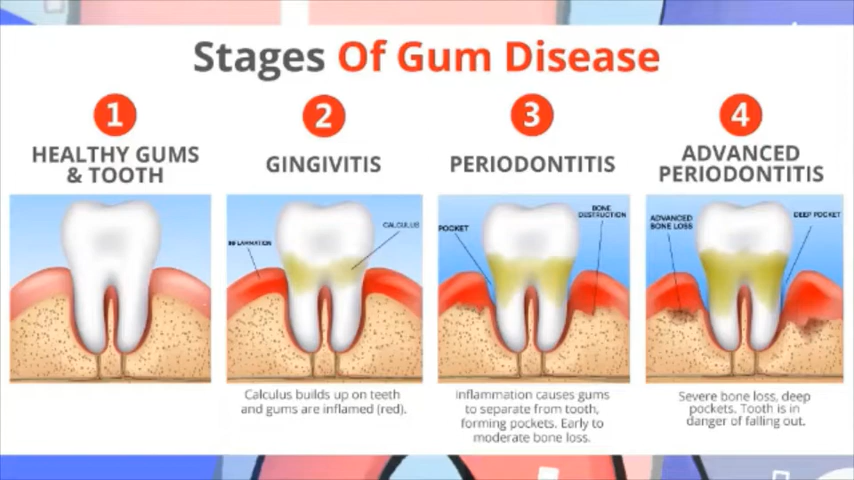 Stages Of Gum Disease
1
HEALTHY GUMS
& TOOTH
2
GINGIVITIS
INFLAMMATION
CALCULUS
Calculus builds up on teeth
and gums are inflamed (red).
3
PERIODONTITIS
POCKET
BONE
DESTRUCTION
Inflammation causes gums
to separate from tooth,
forming pockets. Early to
moderate bone loss.
4
ADVANCED
PERIODONTITIS
ADVANCED
BONE LOSS
DEEP POCKET
Severe bone loss, deep
pockets. Tooth is in
danger of falling out.